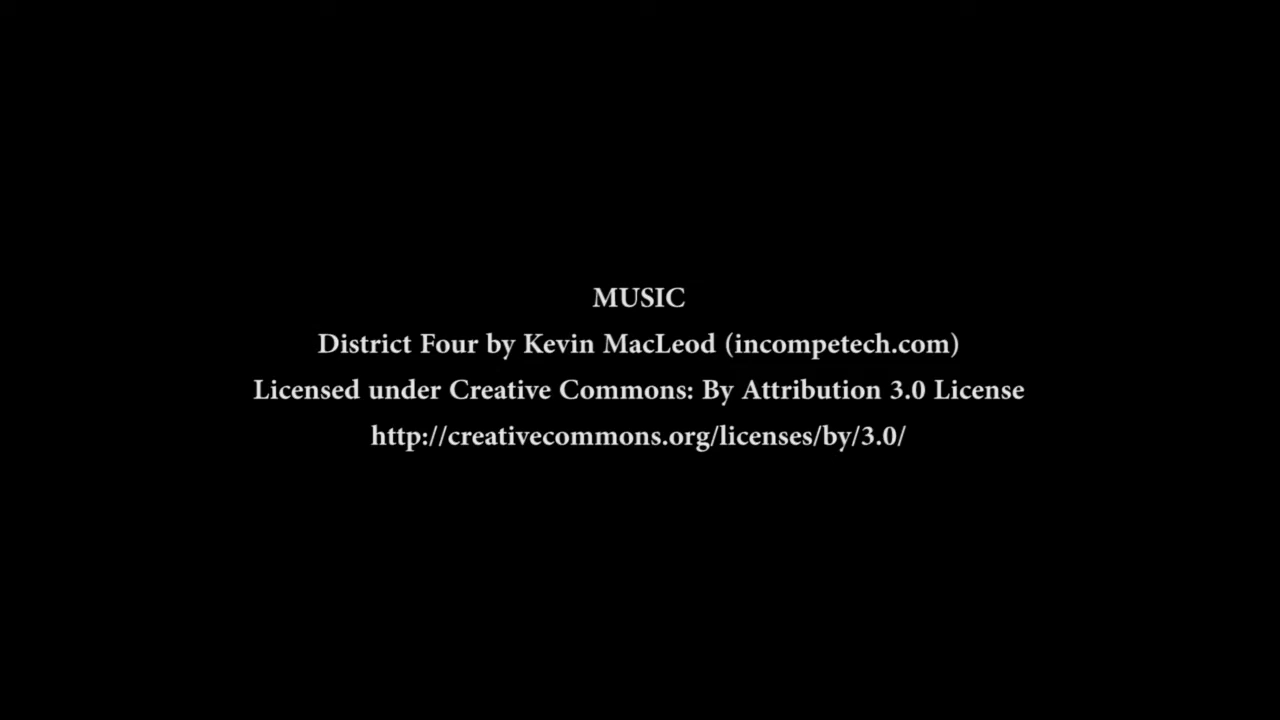 MUSIC
District Four by Kevin MacLeod (incompetech.com)
Licensed under Creative Commons: By Attribution 3.0 License
http://creativecommons.org/licenses/by/3.0/